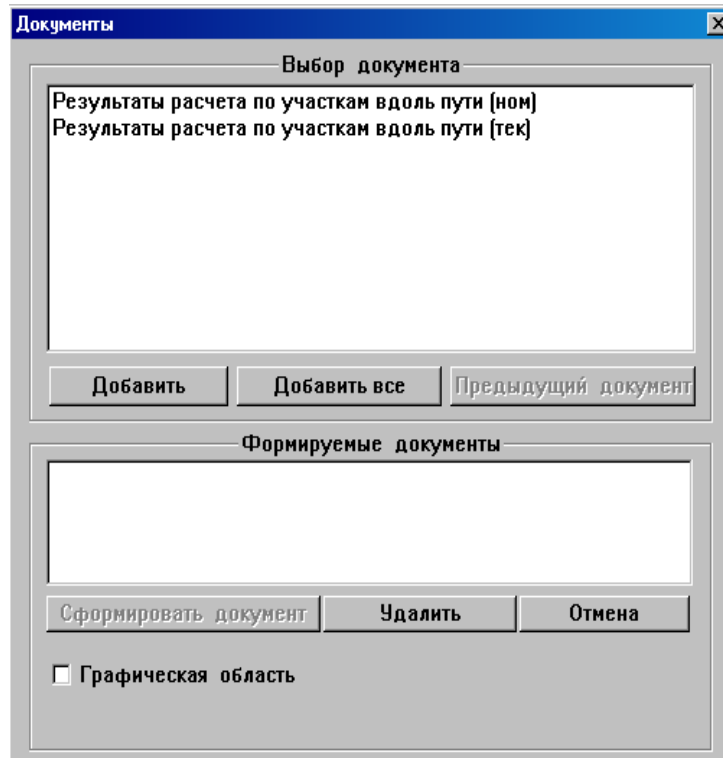 Документы
Выбор документа
Результаты расчета по участкам вдоль пути (ном)
Результаты расчета по участкам вдоль пути (тек)
Добавить
Добавить все
Предыдущий документ
Формируемые документы
Сформировать документ
Удалить
Отмена
Графическая область